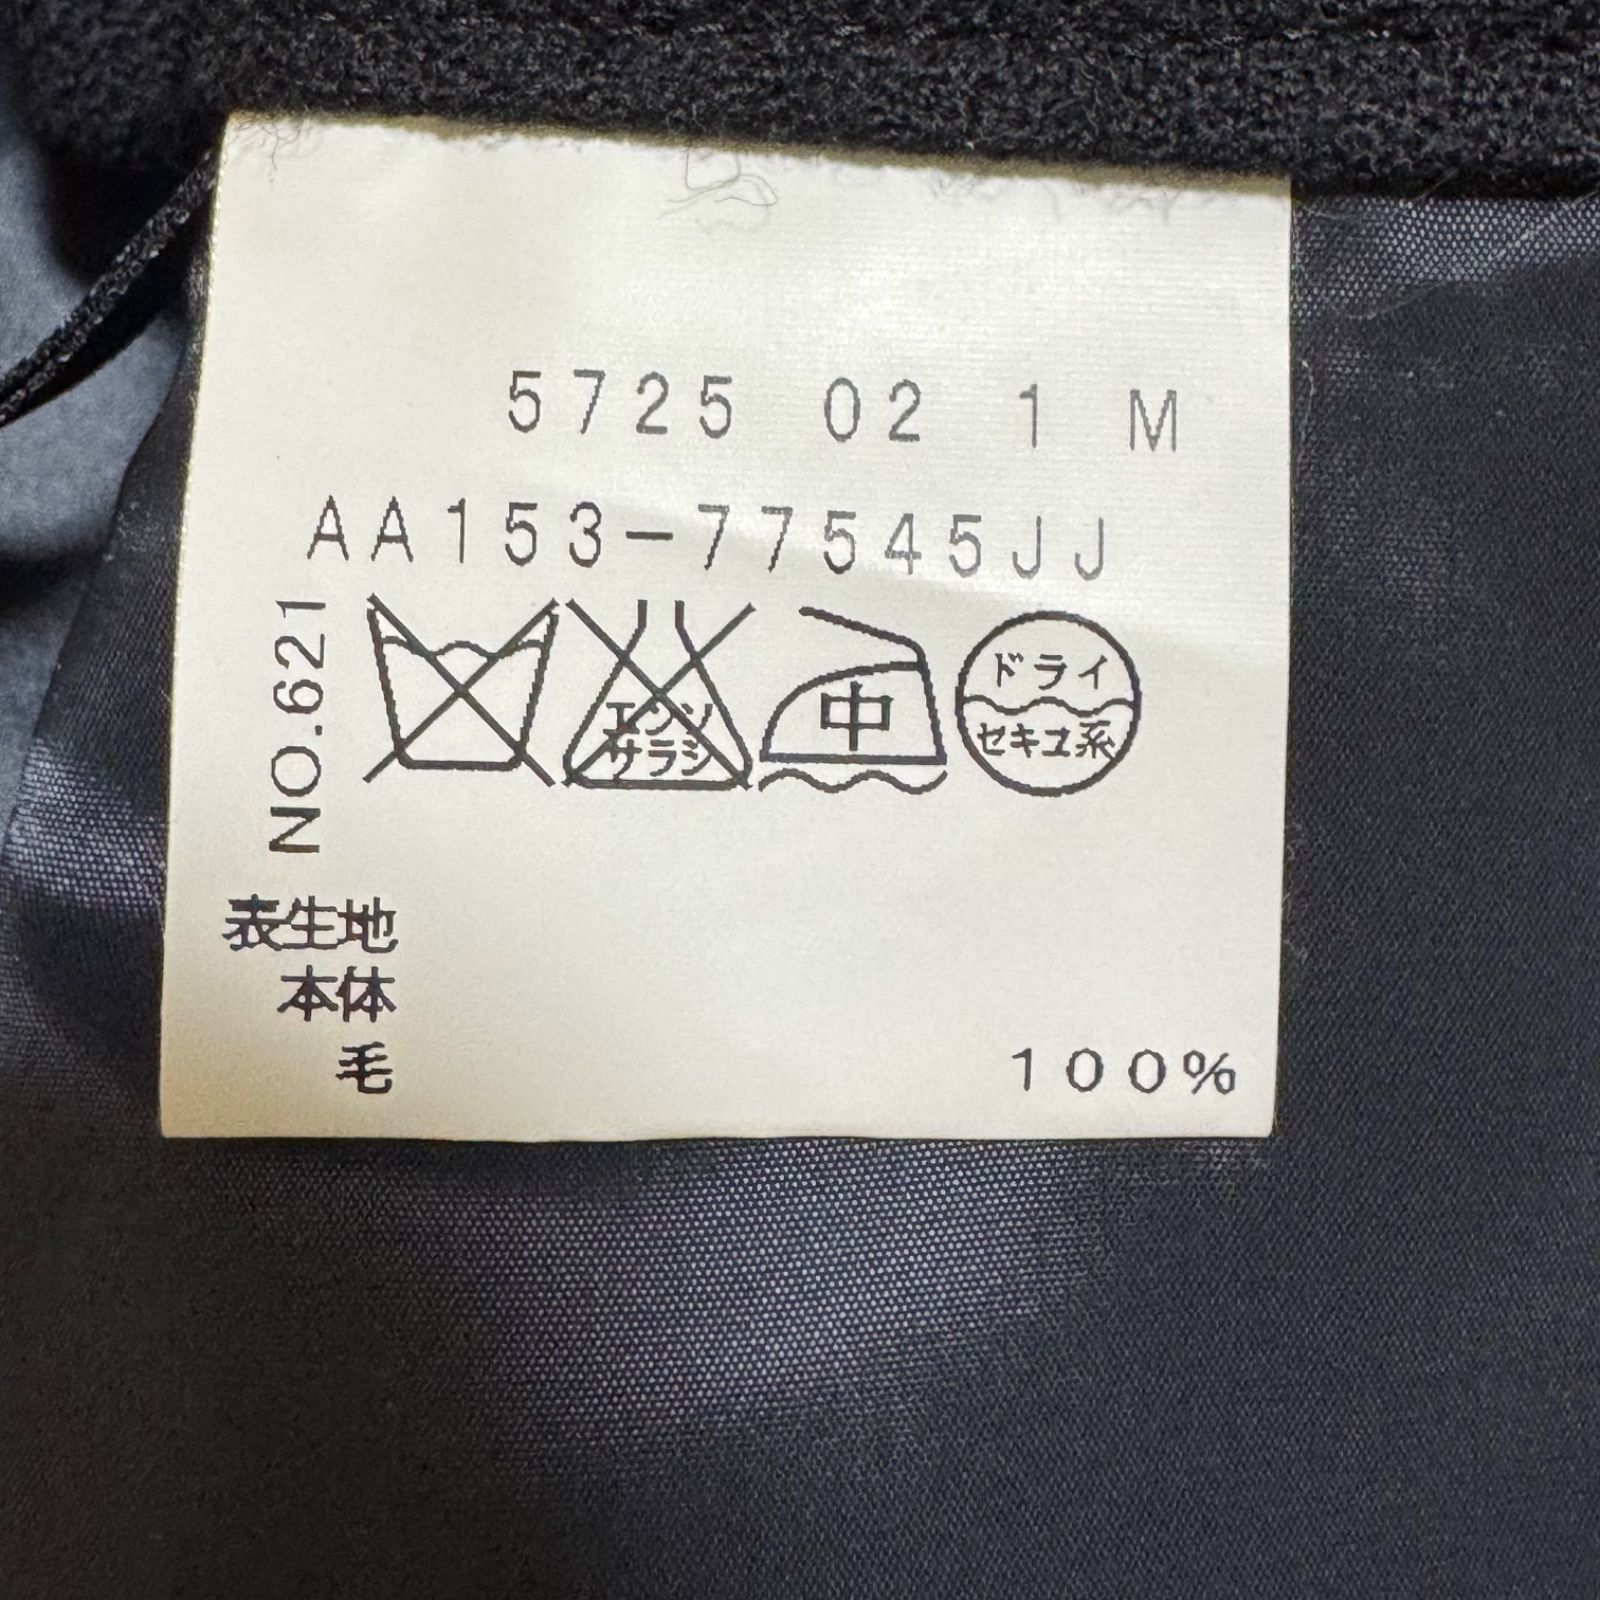 5725 02 1 M
AA153-77545JJ
NO.621
エンソ
サラシ
中
ドライ
セキユ系
表生地
本体
毛 100%